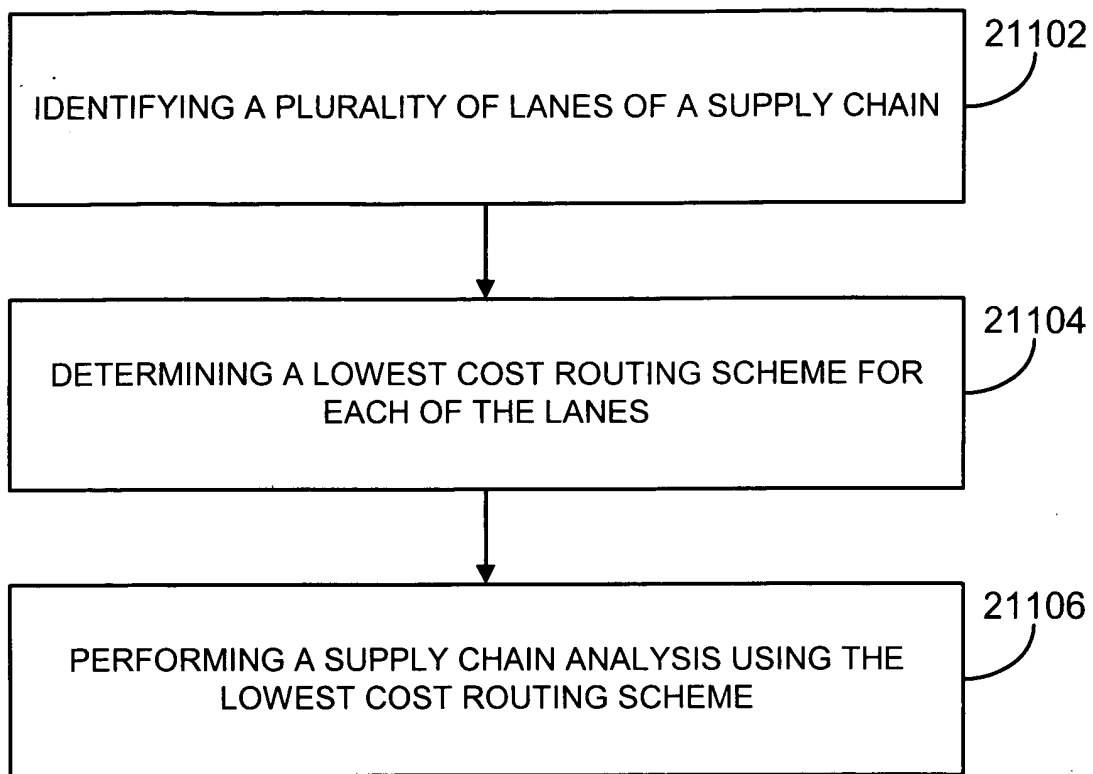 21102
IDENTIFYING A PLURALITY OF LANES OF A SUPPLY CHAIN
21104
DETERMINING A LOWEST COST ROUTING SCHEME FOR
EACH OF THE LANES
21106
PERFORMING A SUPPLY CHAIN ANALYSIS USING THE
LOWEST COST ROUTING SCHEME